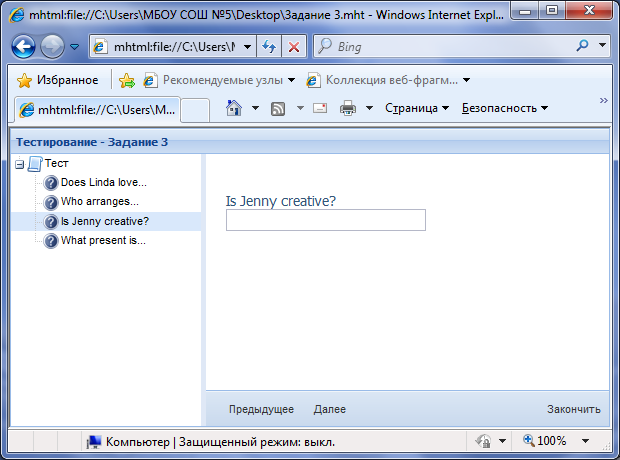 mhtml:file://C:\Users\МБОУ СОШ №5\Desktop\Задание 3.mht - Windows Internet Expl...
mhtml:file://C:\Users\М
Bing
Избранное
Рекомендуемые узлы
Коллекция веб-фрагм...
mhtml:file://C:\Users\М...
Страница
Безопасность
Тестирование - Задание 3
Тест
Does Linda love...
Who arranges...
Is Jenny creative?
What present is...
Is Jenny creative?
Предыдущее Далее Закончить
Компьютер | Защищенный режим: выкл.
100%